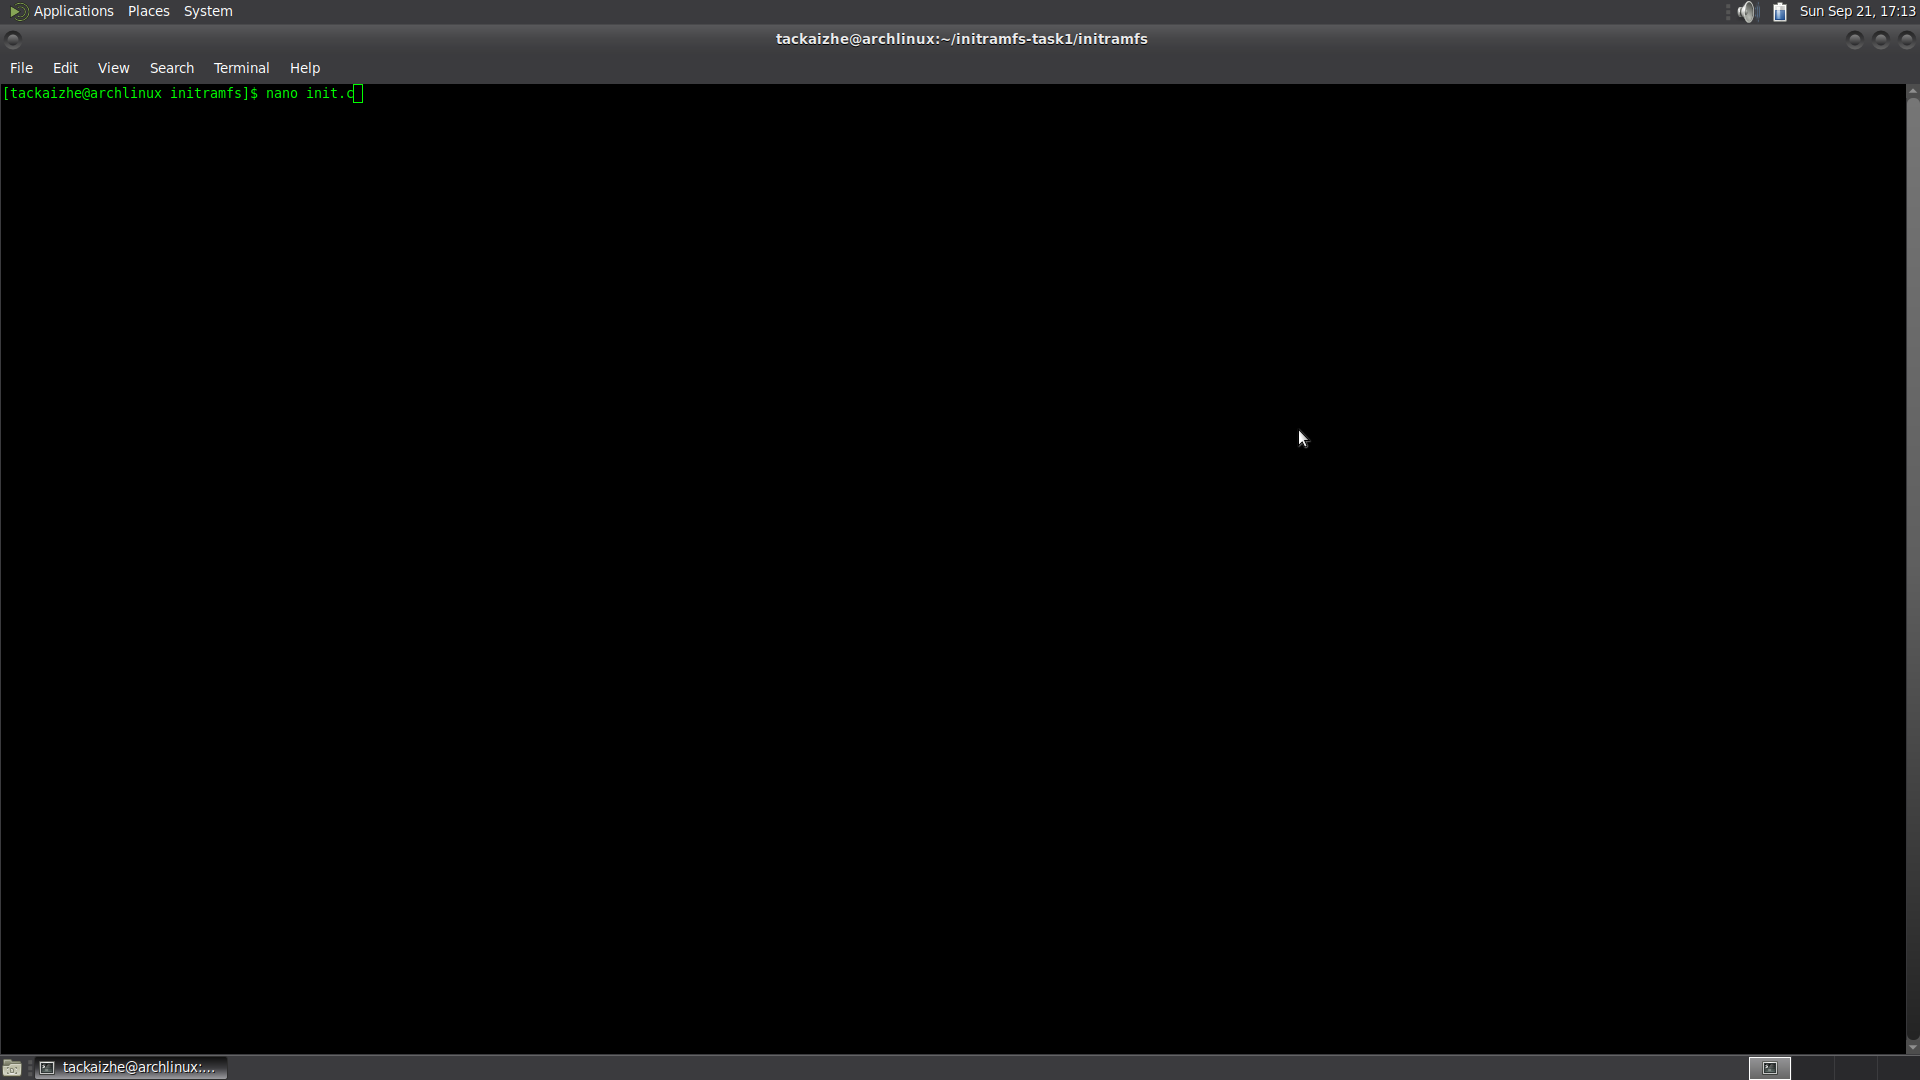 Applications Places System
Sun Sep 21, 17:13
tackaizhe@archlinux:~/initramfs-task1/initramfs
File Edit View Search Terminal Help
[tackaizhe@archlinux initramfs]$ nano init.c
tackaizhe@archlinux:...